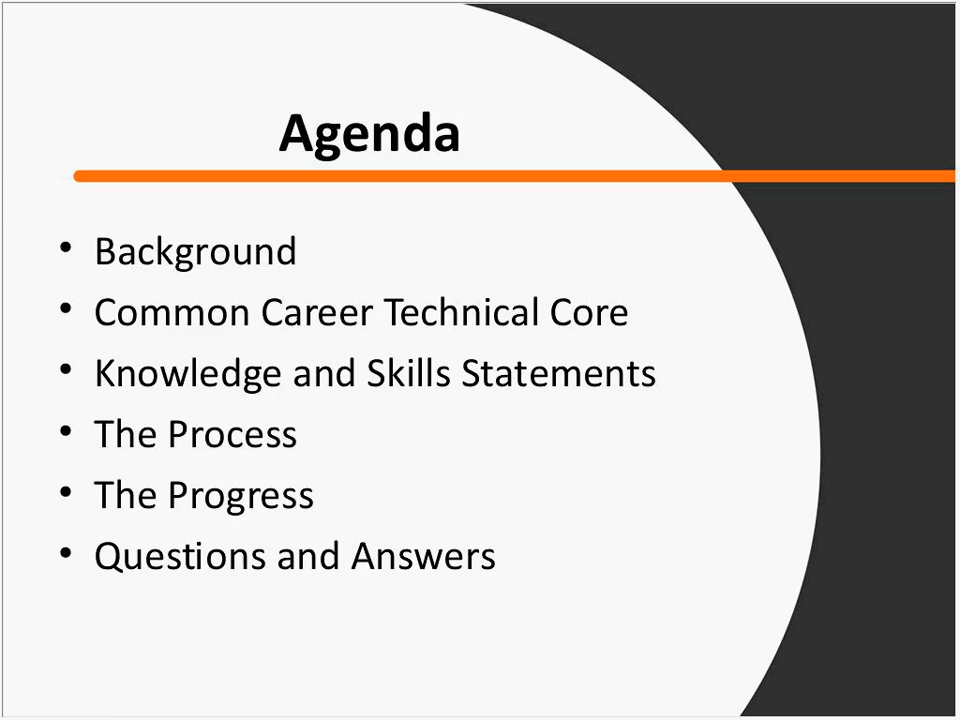 Agenda
• Background
• Common Career Technical Core
• Knowledge and Skills Statements
• The Process
• The Progress
• Questions and Answers